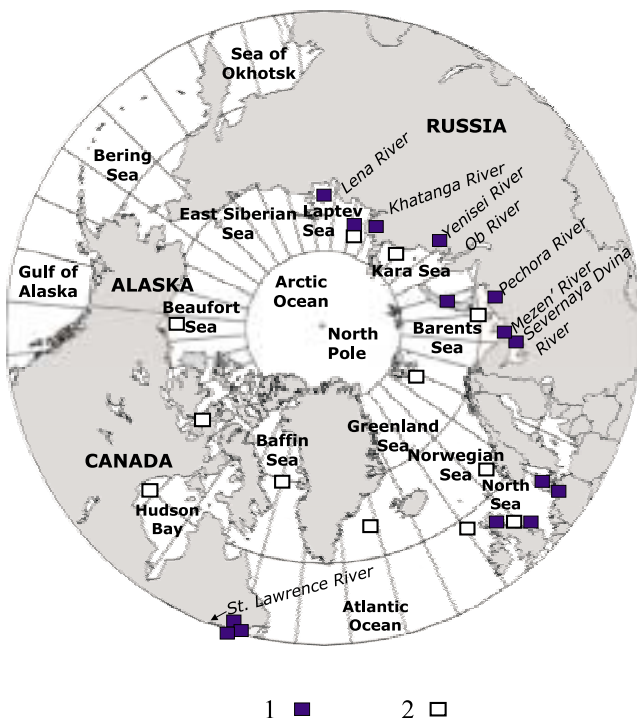 Sea of
Okhotsk
RUSSIA
Bering
Sea
Lena River
Khatanga River
Yenisei River
Ob River
East Siberian
Sea
Laptev
Sea
Pechora River
Kara Sea
Gulf of
Alaska
ALASKA
Arctic
Ocean
Mezen' River
Severnaya Dvina
River
Beaufort
Sea
Barents
Sea
North
Pole
Greenland
Sea
Baffin
Sea
Norwegian
Sea
CANADA
North
Sea
Hudson
Bay
St. Lawrence River
Atlantic
Ocean
1
2